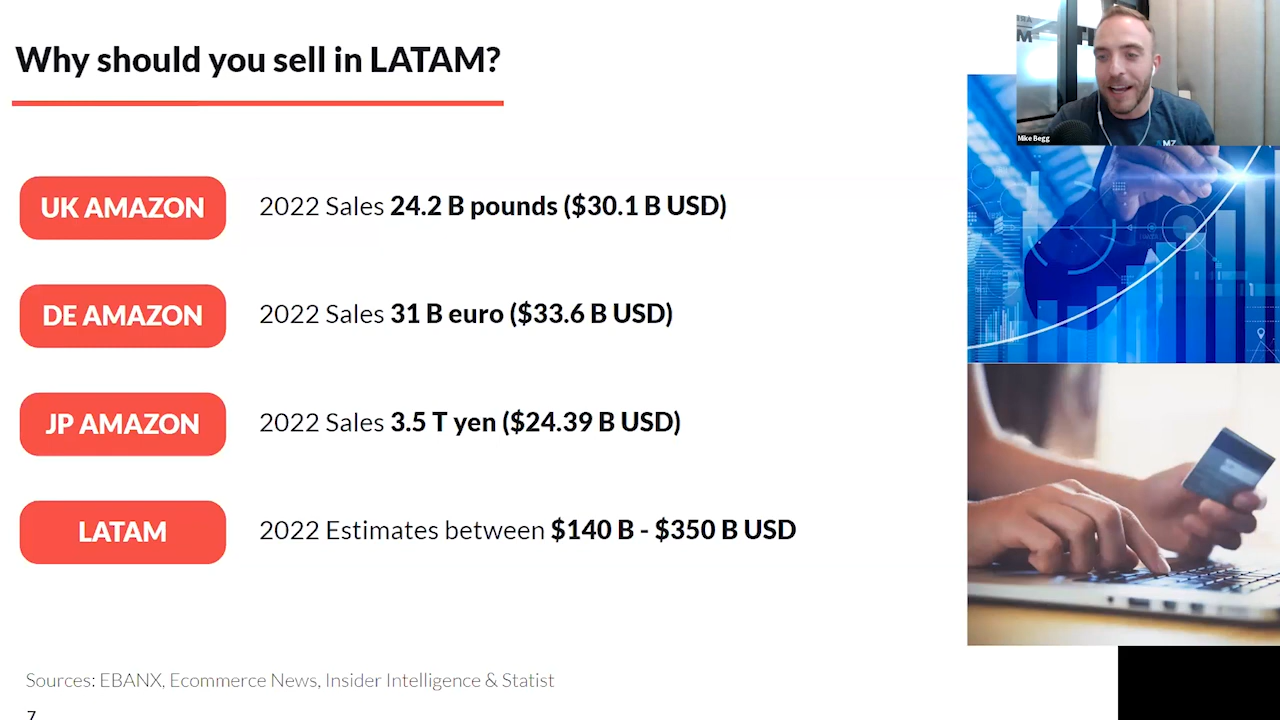 Why should you sell in LATAM?
Mike Begg
MZ
UK AMAZON
2022 Sales 24.2 B pounds ($30.1 B USD)
DE AMAZON
2022 Sales 31 B euro ($33.6 B USD)
JP AMAZON
2022 Sales 3.5 T yen ($24.39 B USD)
LATAM
2022 Estimates between $140 B - $350 B USD
Sources: EBANX, Ecommerce News, Insider Intelligence & Statist
7